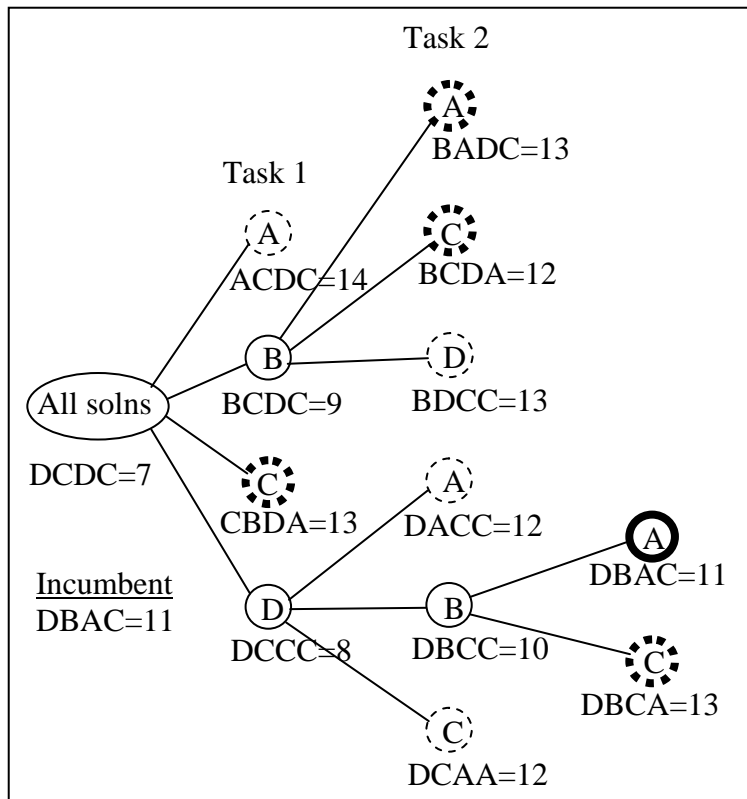 Task 2
A
BADC=13
Task 1
A
ACDC=14
C
BCDA=12
B
BCDC=9
D
BDCC=13
All solns
DCDC=7
C
CBDA=13
A
DACC=12
A
DBAC=11
Incumbent
DBAC=11
D
DCCC=8
B
DBCC=10
C
DBCA=13
C
DCAA=12